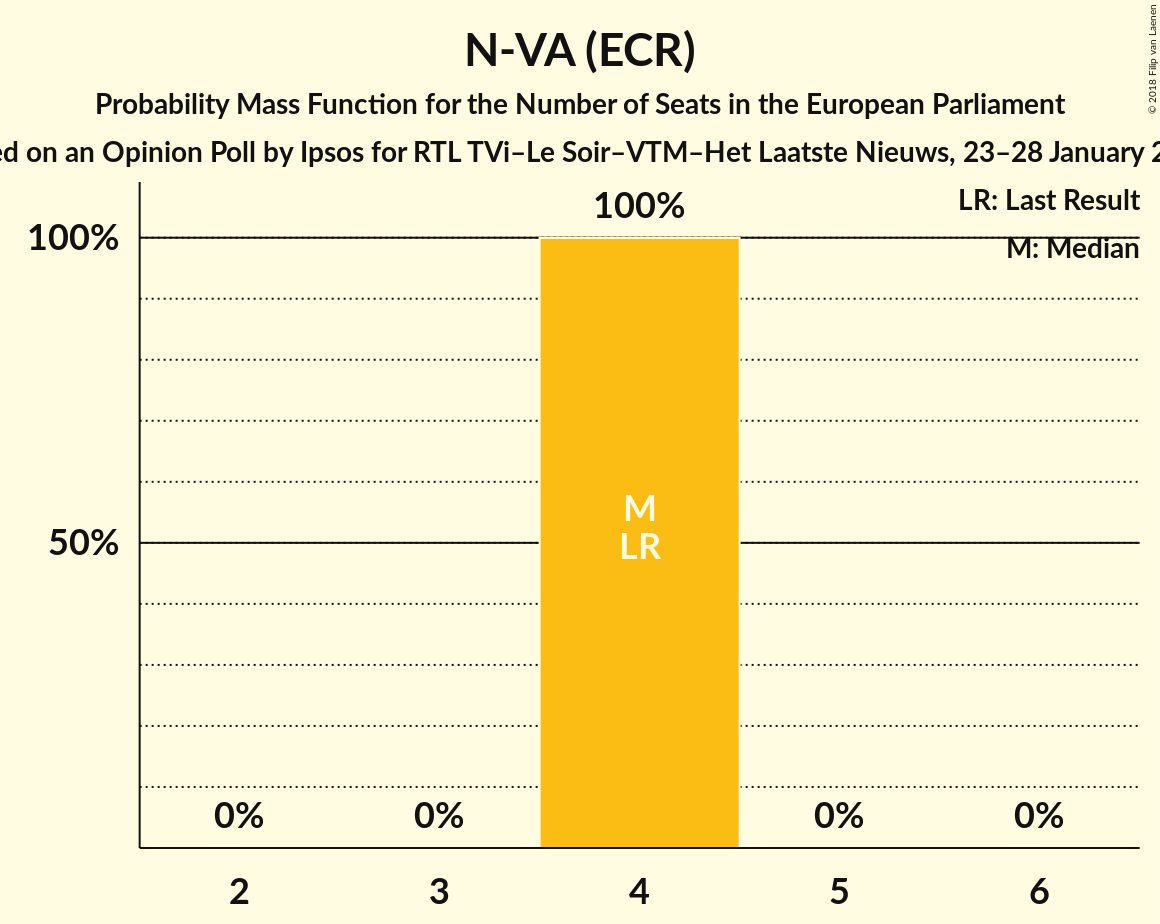 N-VA (ECR)
Probability Mass Function for the Number of Seats in the European Parliament
on an Opinion Poll by Ipsos for RTL TVi–Le Soir–VTM–Het Laatste Nieuws, 23–28 January
© 2018 Filip van Laenen
LR: Last Result
M: Median
100%
100%
50%
M
LR
0%
0%
0%
0%
2
3
4
5
6